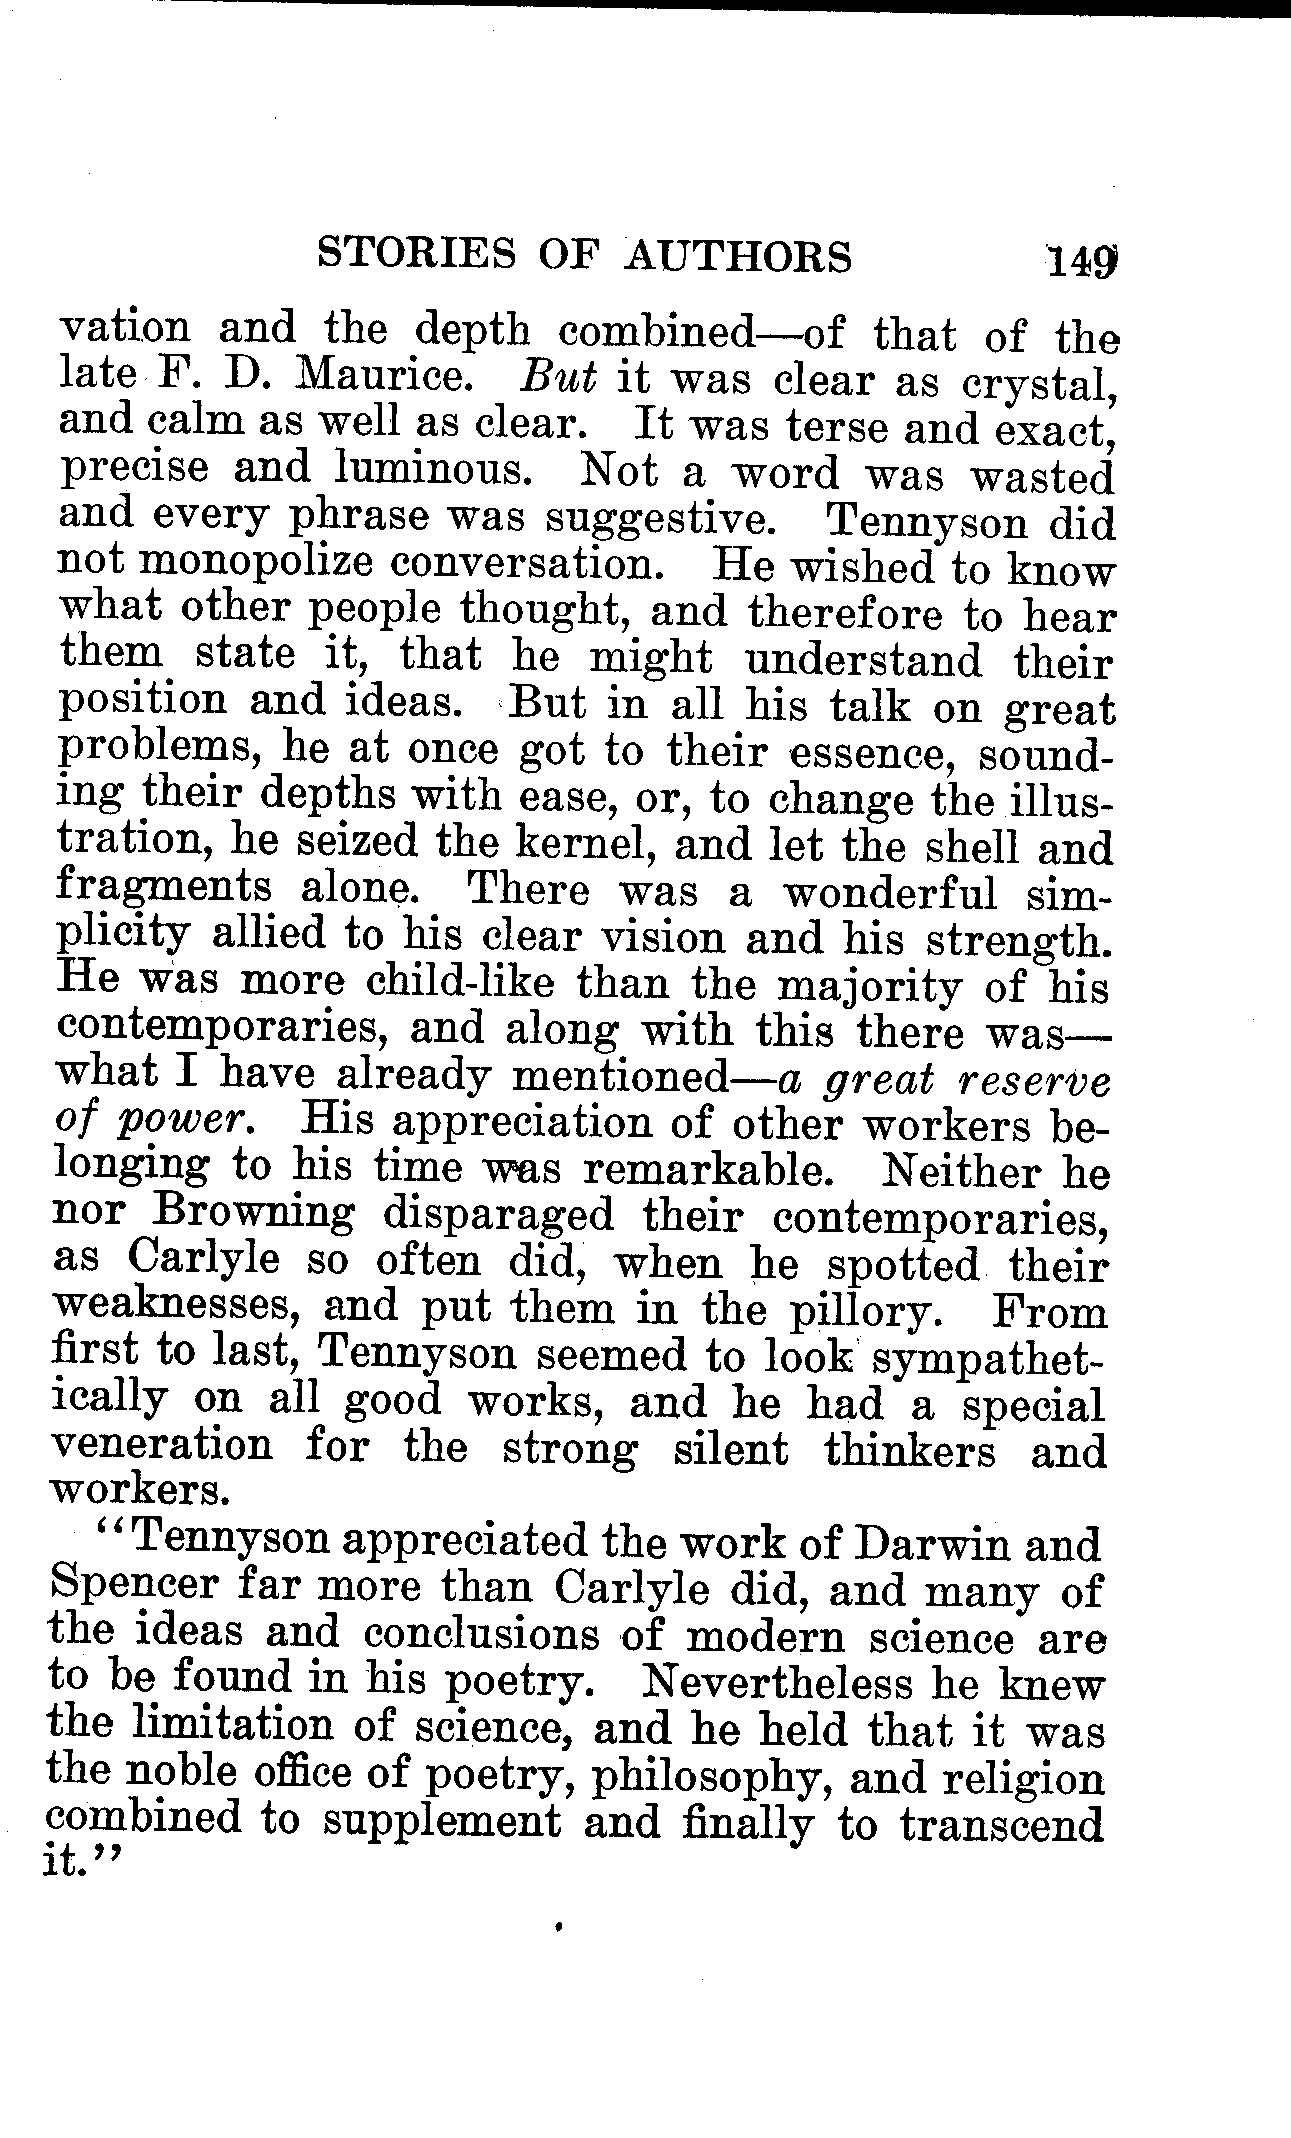 STORIES OF AUTHORS 149
vation and the depth combined—of that of the
late F. D. Maurice. But it was clear as crystal,
and calm as well as clear. It was terse and exact,
precise and luminous. Not a word was wasted
and every phrase was suggestive. Tennyson did
not monopolize conversation. He wished to know
what other people thought, and therefore to hear
them state it, that he might understand their
position and ideas. But in all his talk on great
problems, he at once got to their essence, sound-
ing their depths with ease, or, to change the illus-
tration, he seized the kernel, and let the shell and
fragments alone. There was a wonderful sim-
plicity allied to his clear vision and his strength.
He was more child-like than the majority of his
contemporaries, and along with this there was—
what I have already mentioned—a great reserve
of power. His appreciation of other workers be-
longing to his time was remarkable. Neither he
nor Browning disparaged their contemporaries,
as Carlyle so often did, when he spotted their
weaknesses, and put them in the pillory. From
first to last, Tennyson seemed to look sympathet-
ically on all good works, and he had a special
veneration for the strong silent thinkers and
workers.
"Tennyson appreciated the work of Darwin and
Spencer far more than Carlyle did, and many of
the ideas and conclusions of modern science are
to be found in his poetry. Nevertheless he knew
the limitation of science, and he held that it was
the noble office of poetry, philosophy, and religion
combined to supplement and finally to transcend
it."